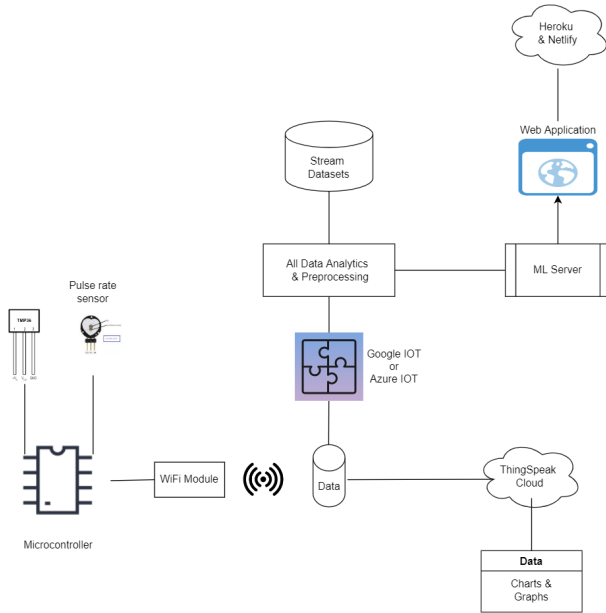 Heroku
& Netlify
Web Application
Stream
Datasets
All Data Analytics
& Preprocessing
ML Server
Pulse rate
sensor
TMP36
Google IOT
or
Azure IOT
WiFi Module
Data
ThingSpeak
Cloud
Microcontroller
Data
Charts &
Graphs